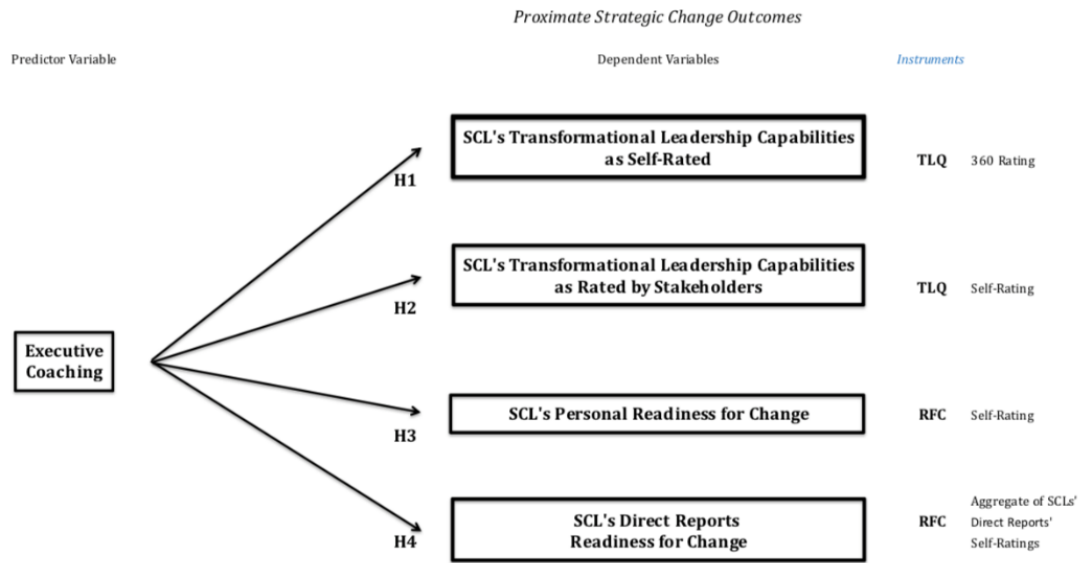 Proximate Strategic Change Outcomes
Predictor Variable
Dependent Variables
Instruments
SCL's Transformational Leadership Capabilities
as Self-Rated
TLQ 360 Rating
H1
SCL's Transformational Leadership Capabilities
as Rated by Stakeholders
TLQ Self-Rating
H2
Executive
Coaching
SCL's Personal Readiness for Change
RFC Self-Rating
H3
SCL's Direct Reports
Readiness for Change
RFC
Aggregate of SCLs'
Direct Reports'
Self-Ratings
H4